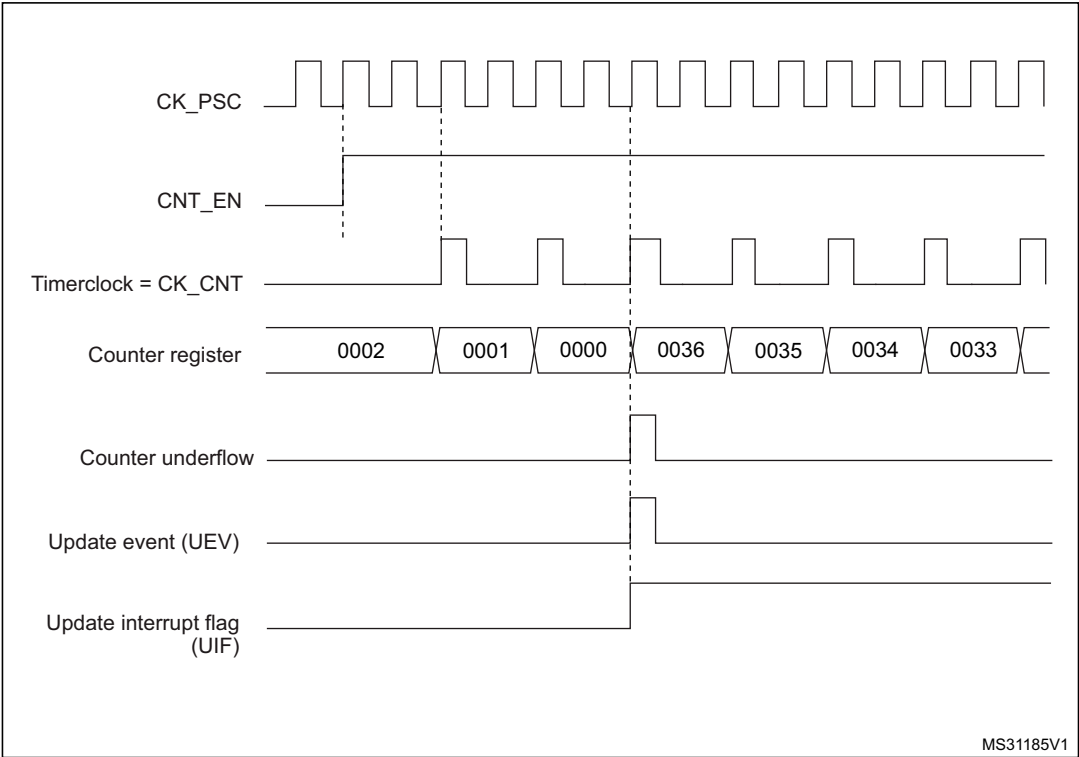 CK_PSC
CNT_EN
Timerclock = CK_CNT
Counter register
0002 0001 0000 0036 0035 0034 0033
Counter underflow
Update event (UEV)
Update interrupt flag
(UIF)
MS31185V1